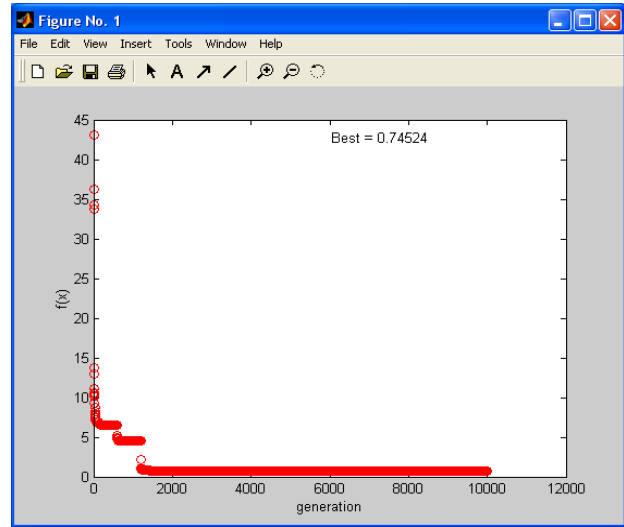 Figure No. 1
File Edit View Insert Tools Window Help
A
Best = 0.74524
45
40
35
30
25
20
15
10
5
0
f(x)
0 2000 4000 6000 8000 10000 12000
generation